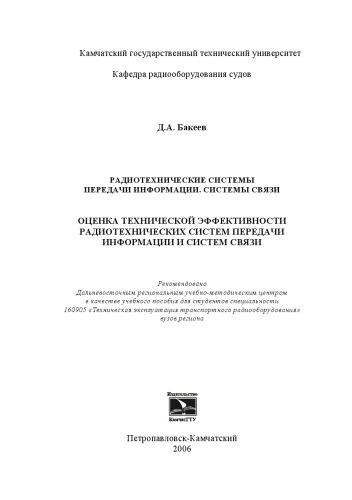 Камчатский государственный технический университет
Кафедра радиооборудования судов
Д.А. Бакеев
РАДИОТЕХНИЧЕСКИЕ СИСТЕМЫ
ПЕРЕДАЧИ ИНФОРМАЦИИ. СИСТЕМЫ СВЯЗИ
ОЦЕНКА ТЕХНИЧЕСКОЙ ЭФФЕКТИВНОСТИ
РАДИОТЕХНИЧЕСКИХ СИСТЕМ ПЕРЕДАЧИ
ИНФОРМАЦИИ И СИСТЕМ СВЯЗИ
Рекомендовано
Дальневосточным региональным учебно-методическим центром
в качестве учебного пособия для студентов специальности
160905 «Техническая эксплуатация транспортного радиооборудования»
вузов региона
Издательство
КамчатГТУ
Петропавловск-Камчатский
2006